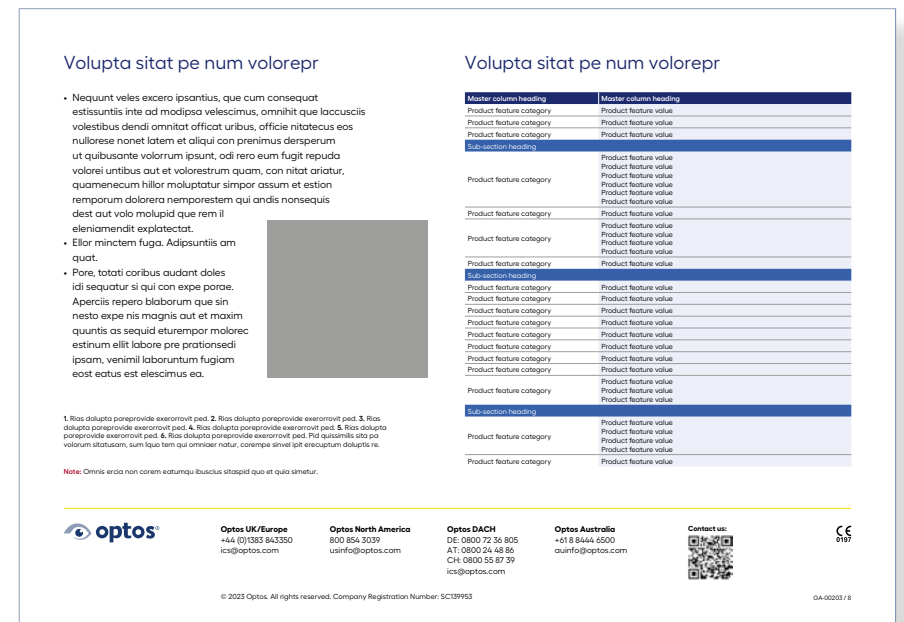 Volupta sitat pe num volorepr
• Nequnt veles excero ipsantius, que cum consequat
estissuntiis inte ad modipsa velescimus, omnihit que laccusciis
volestibus dendi omnitat officat uribus, officie nitatecus eos
nullorese nonet latem et aliqui con prenimus dersperum
ut quibusante volorrum ipsunt, odi rero eum fugit repuda
volorei untibus aut et volorestrum quam, con nitat ariatur,
quamenecum hillor moluptatur simpor assum et estion
remporum dolorera nemporestem qui andis nonsequis
dest aut volo molupid que rem il
eleniamendit explatectat.
• Ellor minctem fuga. Adipsuntiis am
quat.
• Pore, totati coribus audant doles
idi sequatur si qui con expe porae.
Aperciis repero blaborum que sin
nesto expe nis magnis aut et maxim
quuntis as sequid eturempor molorec
estinum ellit labore pre prationsedi
ipsam, venimil laboruntum fugiam
eost eatus est elescimus ea.
1. Rias dolupta poreprovide exerorrovit ped. 2. Rias dolupta poreprovide exerorrovit ped. 3. Rias
dolupta poreprovide exerorrovit ped. 4. Rias dolupta poreprovide exerorrovit ped. 5. Rias dolupta
poreprovide exerorrovit ped. 6. Rias dolupta poreprovide exerorrovit ped. Pid quissimilis sita pa
volorum sitatusam, sum lquo tem qui omniaer natur, corempe sinvel ipit erecuptum doluptis re.
Note: Omnis ercia non corem eatumqu ibuscius sitaspid quo et quia simetur.
Volupta sitat pe num volorepr
Master column heading Master column heading
Product feature category Product feature value
Product feature category Product feature value
Product feature category Product feature value
Sub-section heading
Product feature category Product feature value
Product feature value
Product feature value
Product feature value
Product feature value
Product feature value
Product feature category Product feature value
Product feature category Product feature value
Product feature value
Product feature value
Product feature value
Product feature category Product feature value
Sub-section heading
Product feature category Product feature value
Product feature category Product feature value
Product feature category Product feature value
Product feature category Product feature value
Product feature category Product feature value
Product feature category Product feature value
Product feature category Product feature value
Product feature category Product feature value
Product feature category Product feature value
Product feature value
Product feature value
Sub-section heading
Product feature category Product feature value
Product feature value
Product feature value
Product feature value
Product feature category Product feature value
optos®
Optos UK/Europe
+44 (0)1383 843350
ics@optos.com
Optos North America
800 854 3039
usinfo@optos.com
Optos DACH
DE: 0800 72 36 805
AT: 0800 24 48 86
CH: 0800 55 87 39
ics@optos.com
Optos Australia
+61 8 8444 6500
auinfo@optos.com
Contact us:
CE
0197
© 2023 Optos. All rights reserved. Company Registration Number: SC139953
GA-00203 / 8